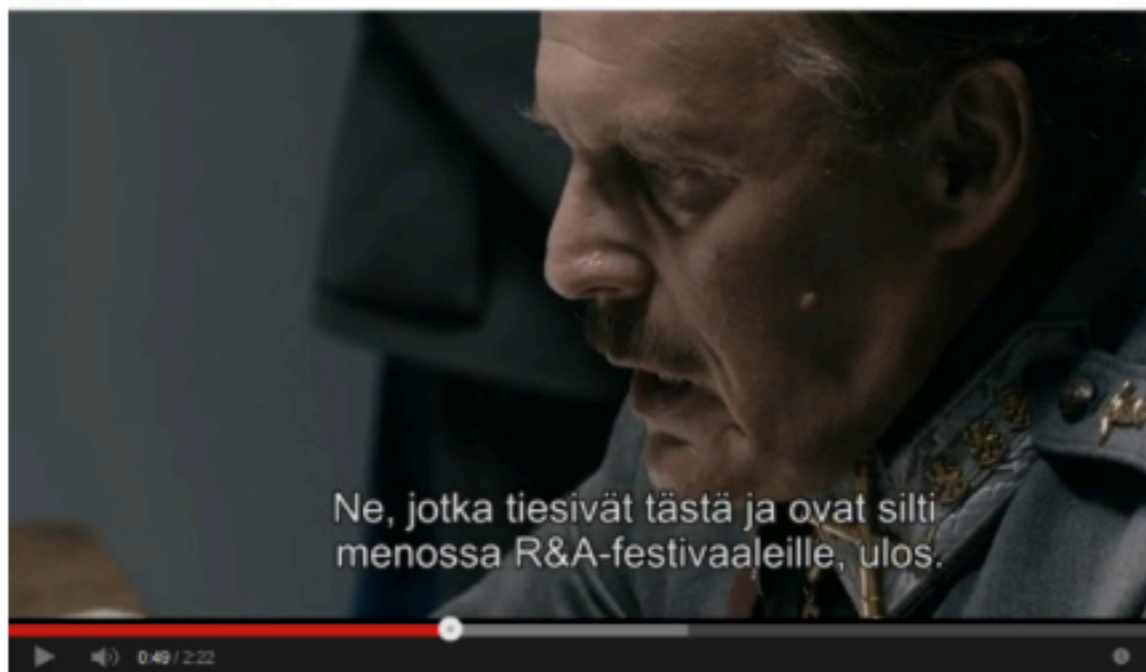 Ne, jotka tiesivät tästä ja ovat silti
menossa R&A-festivaaleille, ulos.
0:49 / 2:22